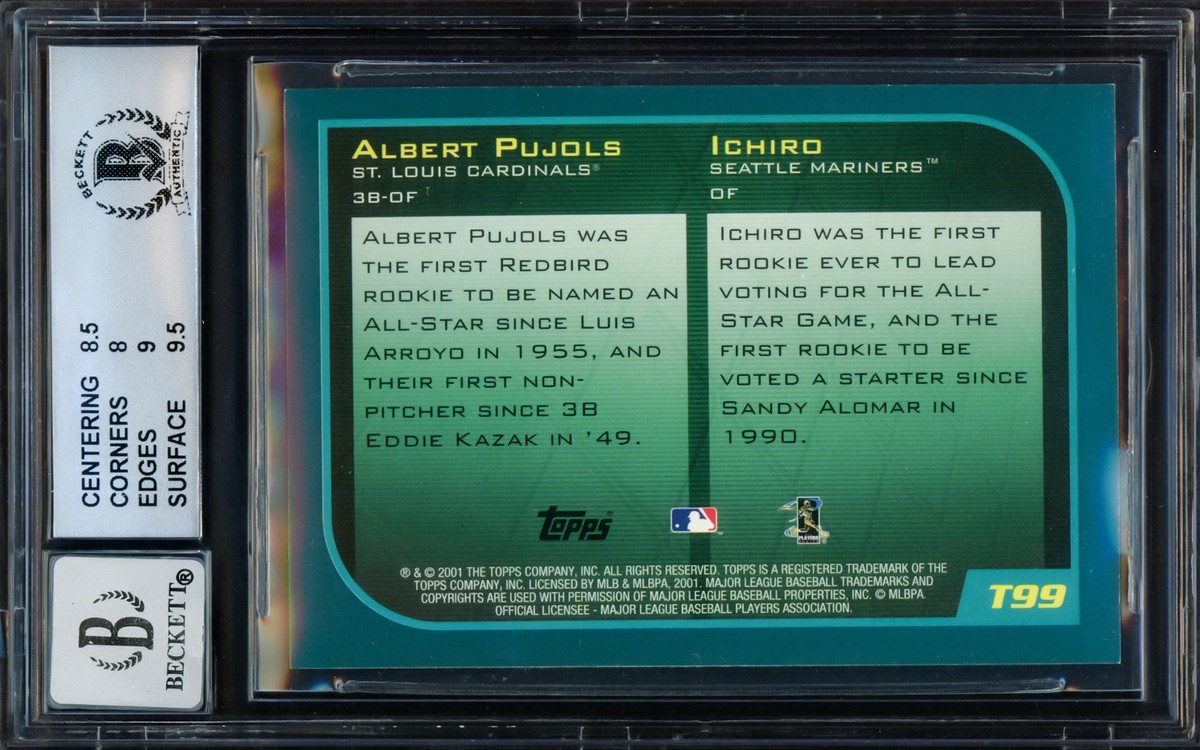 BECKETT
B
AUTHENTIC
CENTERING 8.5
CORNERS 8
EDGES 9
SURFACE 9.5
B
BECKETT®
ALBERT PUJOLS
ST. LOUIS CARDINALS®
3B-OF
ALBERT PUJOLS WAS
THE FIRST REDBIRD
ROOKIE TO BE NAMED AN
ALL-STAR SINCE LUIS
ARROYO IN 1955, AND
THEIR FIRST NON-
PITCHER SINCE 3B
EDDIE KAZAK IN '49.
ICHIRO
SEATTLE MARINERS™
OF
ICHIRO WAS THE FIRST
ROOKIE EVER TO LEAD
VOTING FOR THE ALL-
STAR GAME, AND THE
FIRST ROOKIE TO BE
VOTED A STARTER SINCE
SANDY ALOMAR IN
1990.
Topps®
® & © 2001 THE TOPPS COMPANY, INC. ALL RIGHTS RESERVED. TOPPS IS A REGISTERED TRADEMARK OF THE
TOPPS COMPANY, INC. LICENSED BY MLB & MLBPA, 2001. MAJOR LEAGUE BASEBALL TRADEMARKS AND
COPYRIGHTS ARE USED WITH PERMISSION OF MAJOR LEAGUE BASEBALL PROPERTIES, INC. © MLBPA.
OFFICIAL LICENSEE - MAJOR LEAGUE BASEBALL PLAYERS ASSOCIATION.
T99